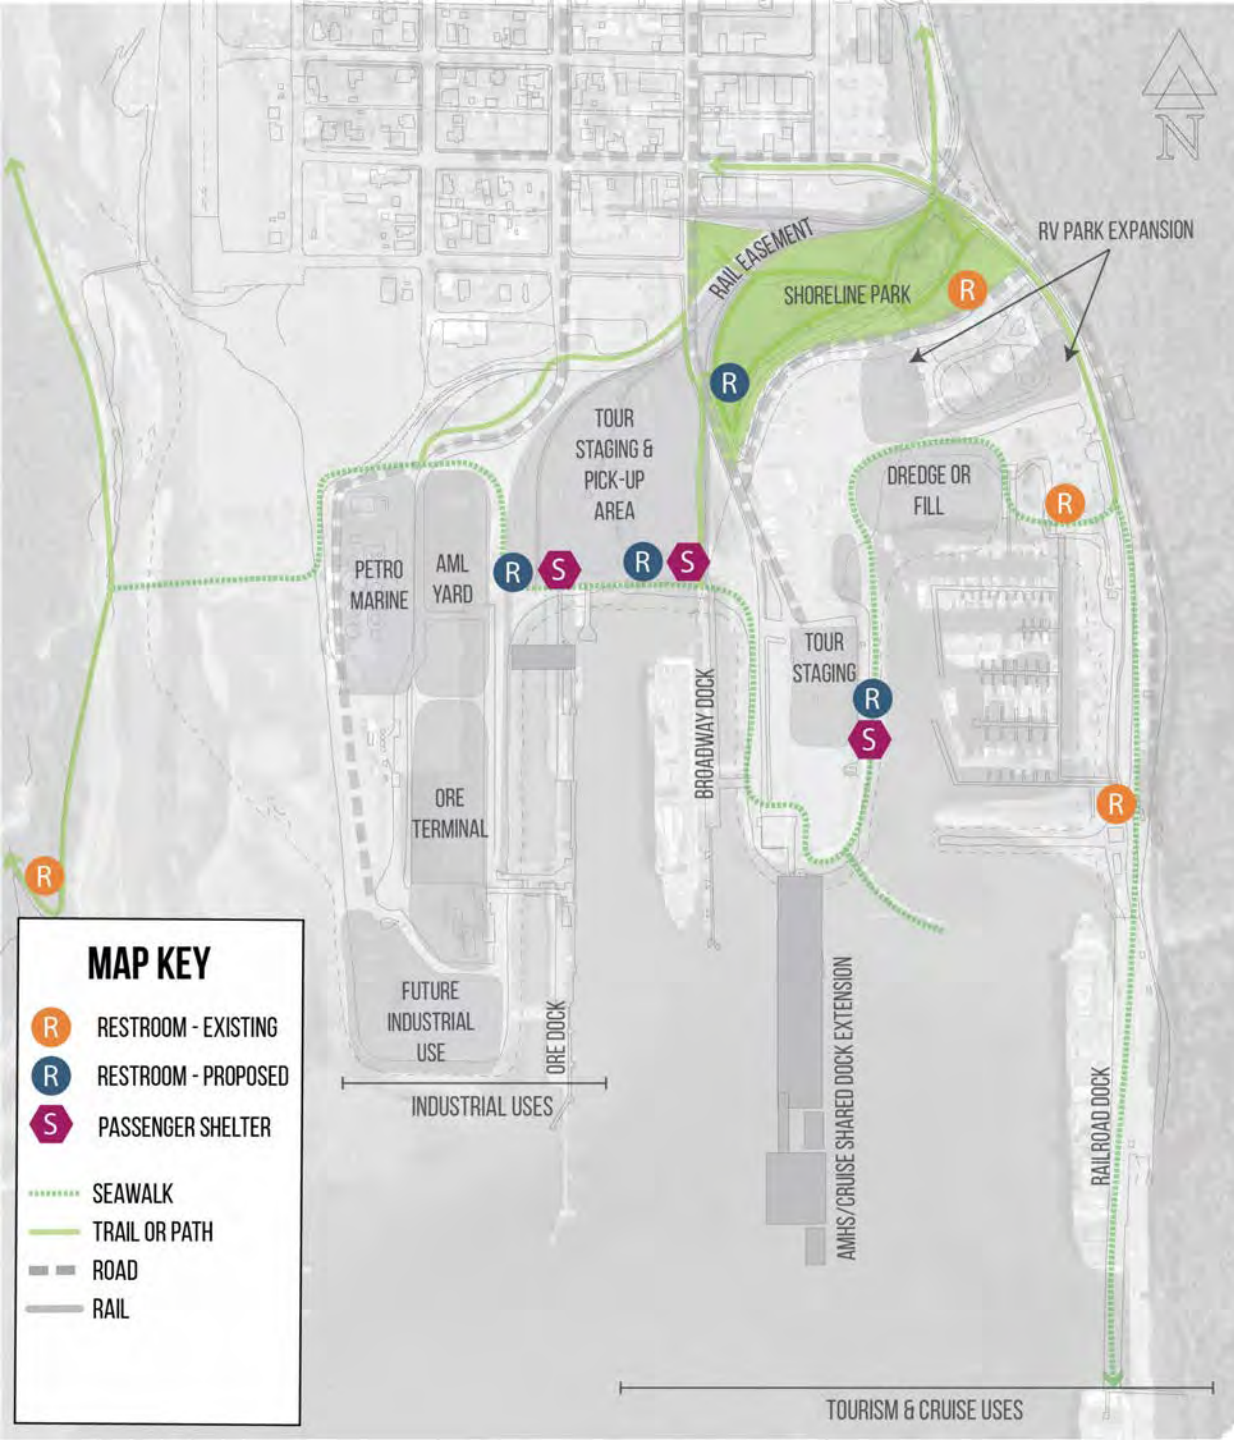 N
RV PARK EXPANSION
RAIL EASEMENT
SHORELINE PARK
R
R
TOUR
STAGING &
PICK-UP
AREA
DREDGE OR
FILL
R
PETRO
MARINE
AML
YARD
R
S
R
S
TOUR
STAGING
R
S
BROADWAY DOCK
ORE
TERMINAL
R
R
FUTURE
INDUSTRIAL
USE
ORE DOCK
INDUSTRIAL USES
AMHS/CRUISE SHARED DOCK EXTENSION
RAILROAD DOCK
TOURISM & CRUISE USES
MAP KEY
R RESTROOM - EXISTING
R RESTROOM - PROPOSED
S PASSENGER SHELTER
SEAWALK
TRAIL OR PATH
ROAD
RAIL